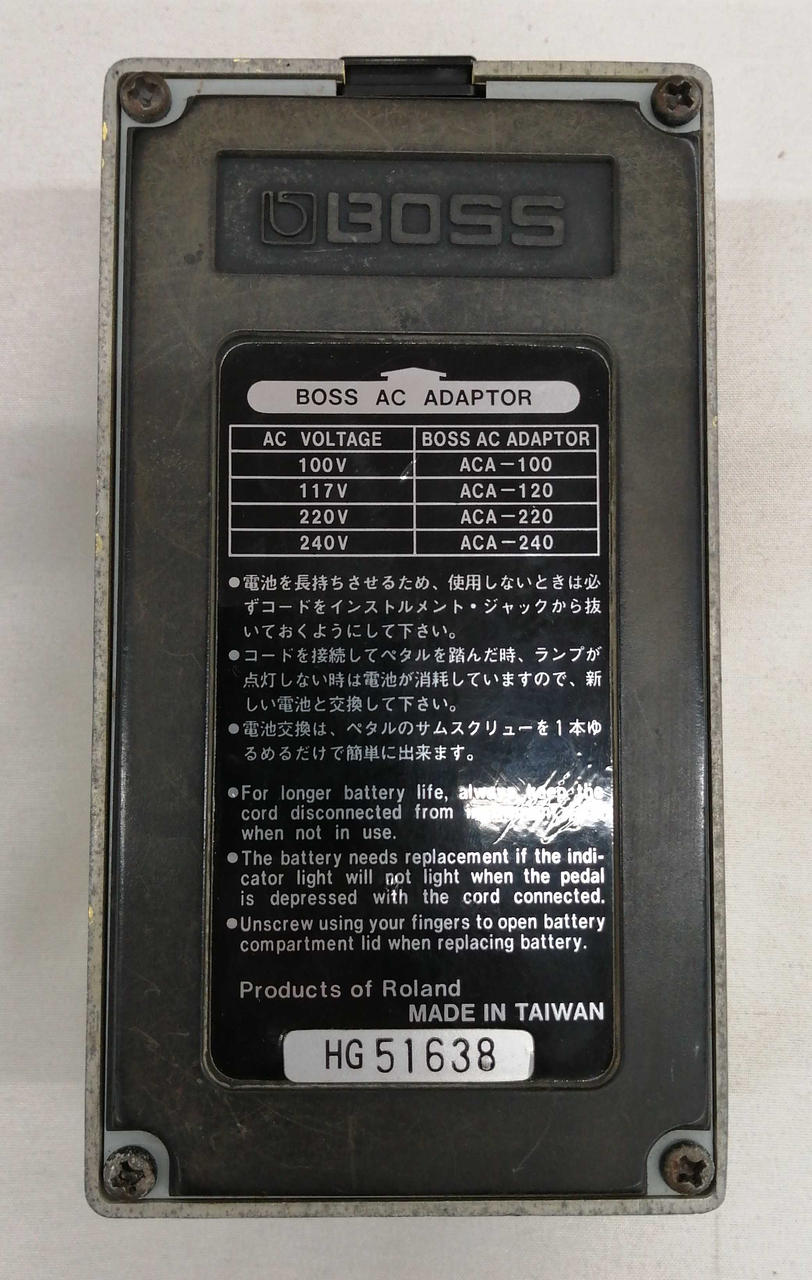 BOSS
BOSS AC ADAPTOR
AC VOLTAGE BOSS AC ADAPTOR
100V ACA-100
117V ACA-120
220V ACA-220
240V ACA-240
●電池を長持ちさせるため、使用しないときは必
ずコードをインストルメント・ジャックから抜
いておくようにして下さい。
●コードを接続してペダルを踏んだ時、ランプが
点灯しない時は電池が消耗していますので、新
しい電池と交換して下さい。
●電池交換は、ペダルのサムスクリューを1本ゆ
るめるだけで簡単に出来ます。
●For longer battery life, always keep the
cord disconnected from
when not in use.
●The battery needs replacement if the indi-
cator light will not light when the pedal
is depressed with the cord connected.
●Unscrew using your fingers to open battery
compartment lid when replacing battery.
Products of Roland
MADE IN TAIWAN
HG 51638